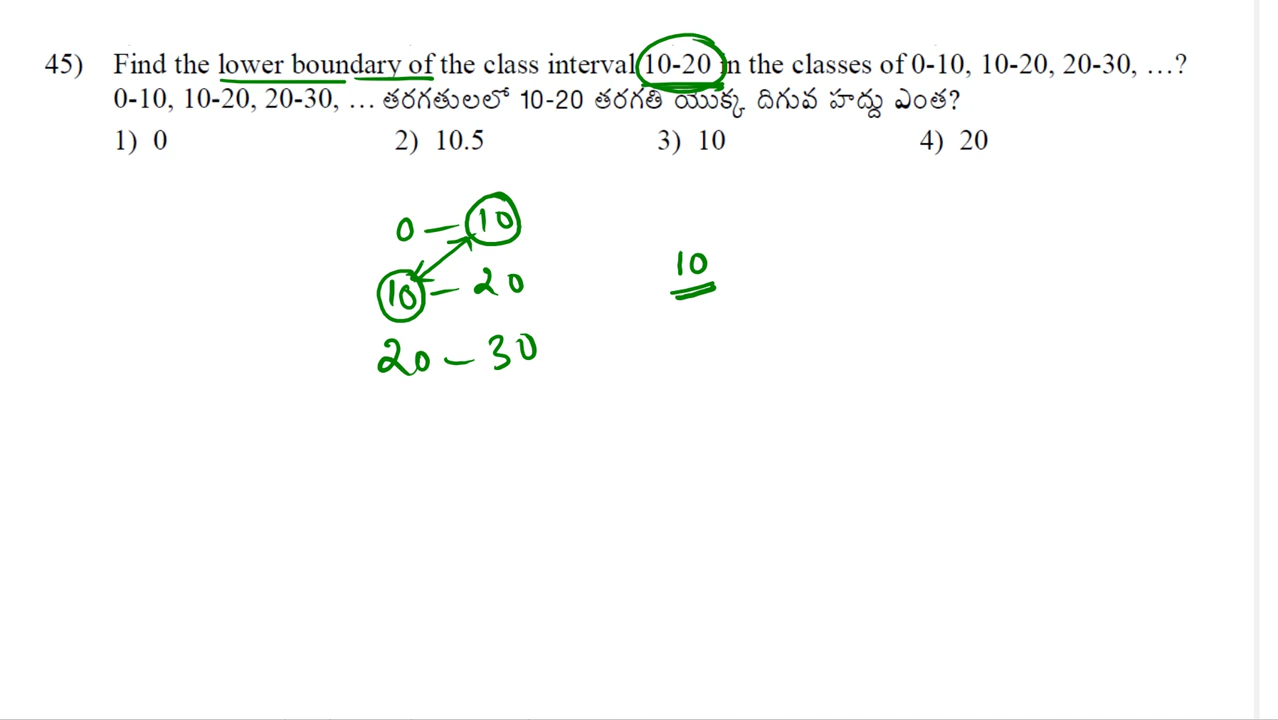 45) Find the lower boundary of the class interval 10-20 in the classes of 0-10, 10-20, 20-30, …?
0-10, 10-20, 20-30, … తరగతులలో 10-20 తరగతి యొక్క దిగువ హద్దు ఎంత?
1) 0 2) 10.5 3) 10 4) 20
0 — 10
10 — 20
10
20 — 30